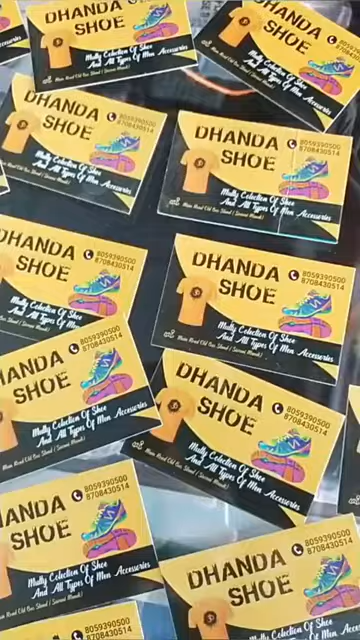 DHANDA
SHOE
8059390500
8708430514
Multy Colection Of Shoe
And All Types Of Men Accessories
Main Road Old Bus Stand ( Sarrani Mandi )